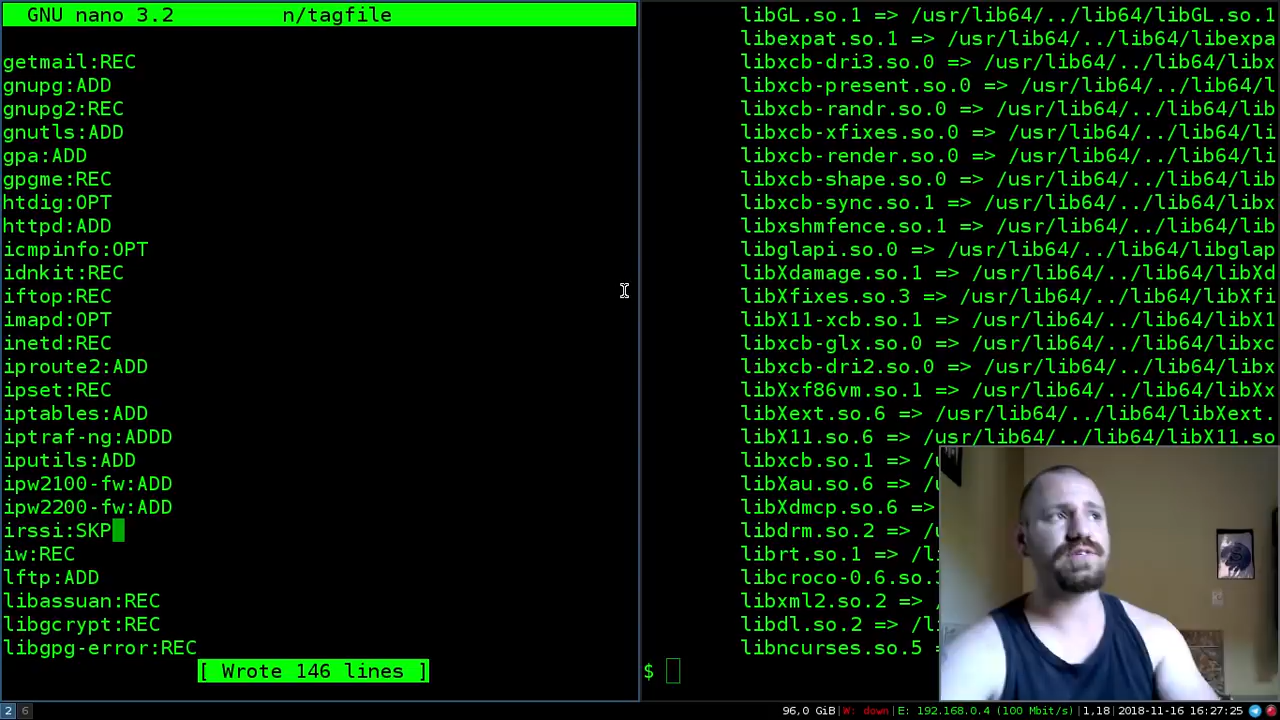 GNU nano 3.2 n/tagfile
getmail:REC
gnupg:ADD
gnupg2:REC
gnutls:ADD
gpa:ADD
gpgme:REC
htdig:OPT
httpd:ADD
icmpinfo:OPT
idnkit:REC
iftop:REC
imapd:OPT
inetd:REC
iproute2:ADD
ipset:REC
iptables:ADD
iptraf-ng:ADDD
iputils:ADD
ipw2100-fw:ADD
ipw2200-fw:ADD
irssi:SKP
iw:REC
lftp:ADD
libassuan:REC
libgcrypt:REC
libgpg-error:REC
[ Wrote 146 lines ]
libGL.so.1 => /usr/lib64/../lib64/libGL.so.1
libexpat.so.1 => /usr/lib64/../lib64/libexpa
libxcb-dri3.so.0 => /usr/lib64/../lib64/libx
libxcb-present.so.0 => /usr/lib64/../lib64/l
libxcb-randr.so.0 => /usr/lib64/../lib64/lib
libxcb-xfixes.so.0 => /usr/lib64/../lib64/li
libxcb-render.so.0 => /usr/lib64/../lib64/li
libxcb-shape.so.0 => /usr/lib64/../lib64/lib
libxcb-sync.so.1 => /usr/lib64/../lib64/libx
libxshmfence.so.1 => /usr/lib64/../lib64/lib
libglapi.so.0 => /usr/lib64/../lib64/libglap
libXdamage.so.1 => /usr/lib64/../lib64/libXd
libXfixes.so.3 => /usr/lib64/../lib64/libXfi
libX11-xcb.so.1 => /usr/lib64/../lib64/libX1
libxcb-glx.so.0 => /usr/lib64/../lib64/libxc
libxcb-dri2.so.0 => /usr/lib64/../lib64/libx
libXxf86vm.so.1 => /usr/lib64/../lib64/libXx
libXext.so.6 => /usr/lib64/../lib64/libXext.
libX11.so.6 => /usr/lib64/../lib64/libX11.so
libxcb.so.1 => /u
libXau.so.6 => /u
libXdmcp.so.6 => 
libdrm.so.2 => /u
librt.so.1 => /l
libcroco-0.6.so.
libxml2.so.2 => /
libdl.so.2 => /l
libncurses.so.5 =
$
2 6 96,0 GiB|W: down|E: 192.168.0.4 (100 Mbit/s)|1,18|2018-11-16 16:27:25